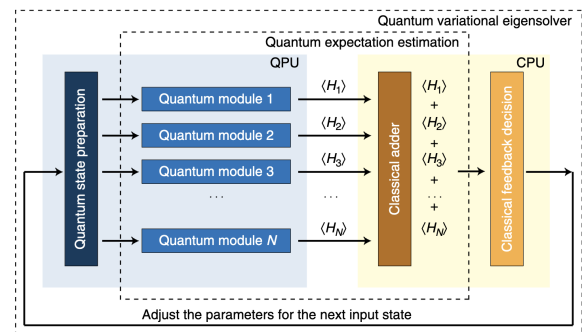 Quantum variational eigensolver
Quantum expectation estimation
QPU
CPU
Quantum state preparation
Quantum module 1
Quantum module 2
Quantum module 3
...
Quantum module N
⟨H₁⟩
⟨H₂⟩
⟨H₃⟩
...
⟨H_N⟩
Classical adder
⟨H₁⟩
+
⟨H₂⟩
+
⟨H₃⟩
+
...
+
⟨H_N⟩
Classical feedback decision
Adjust the parameters for the next input state